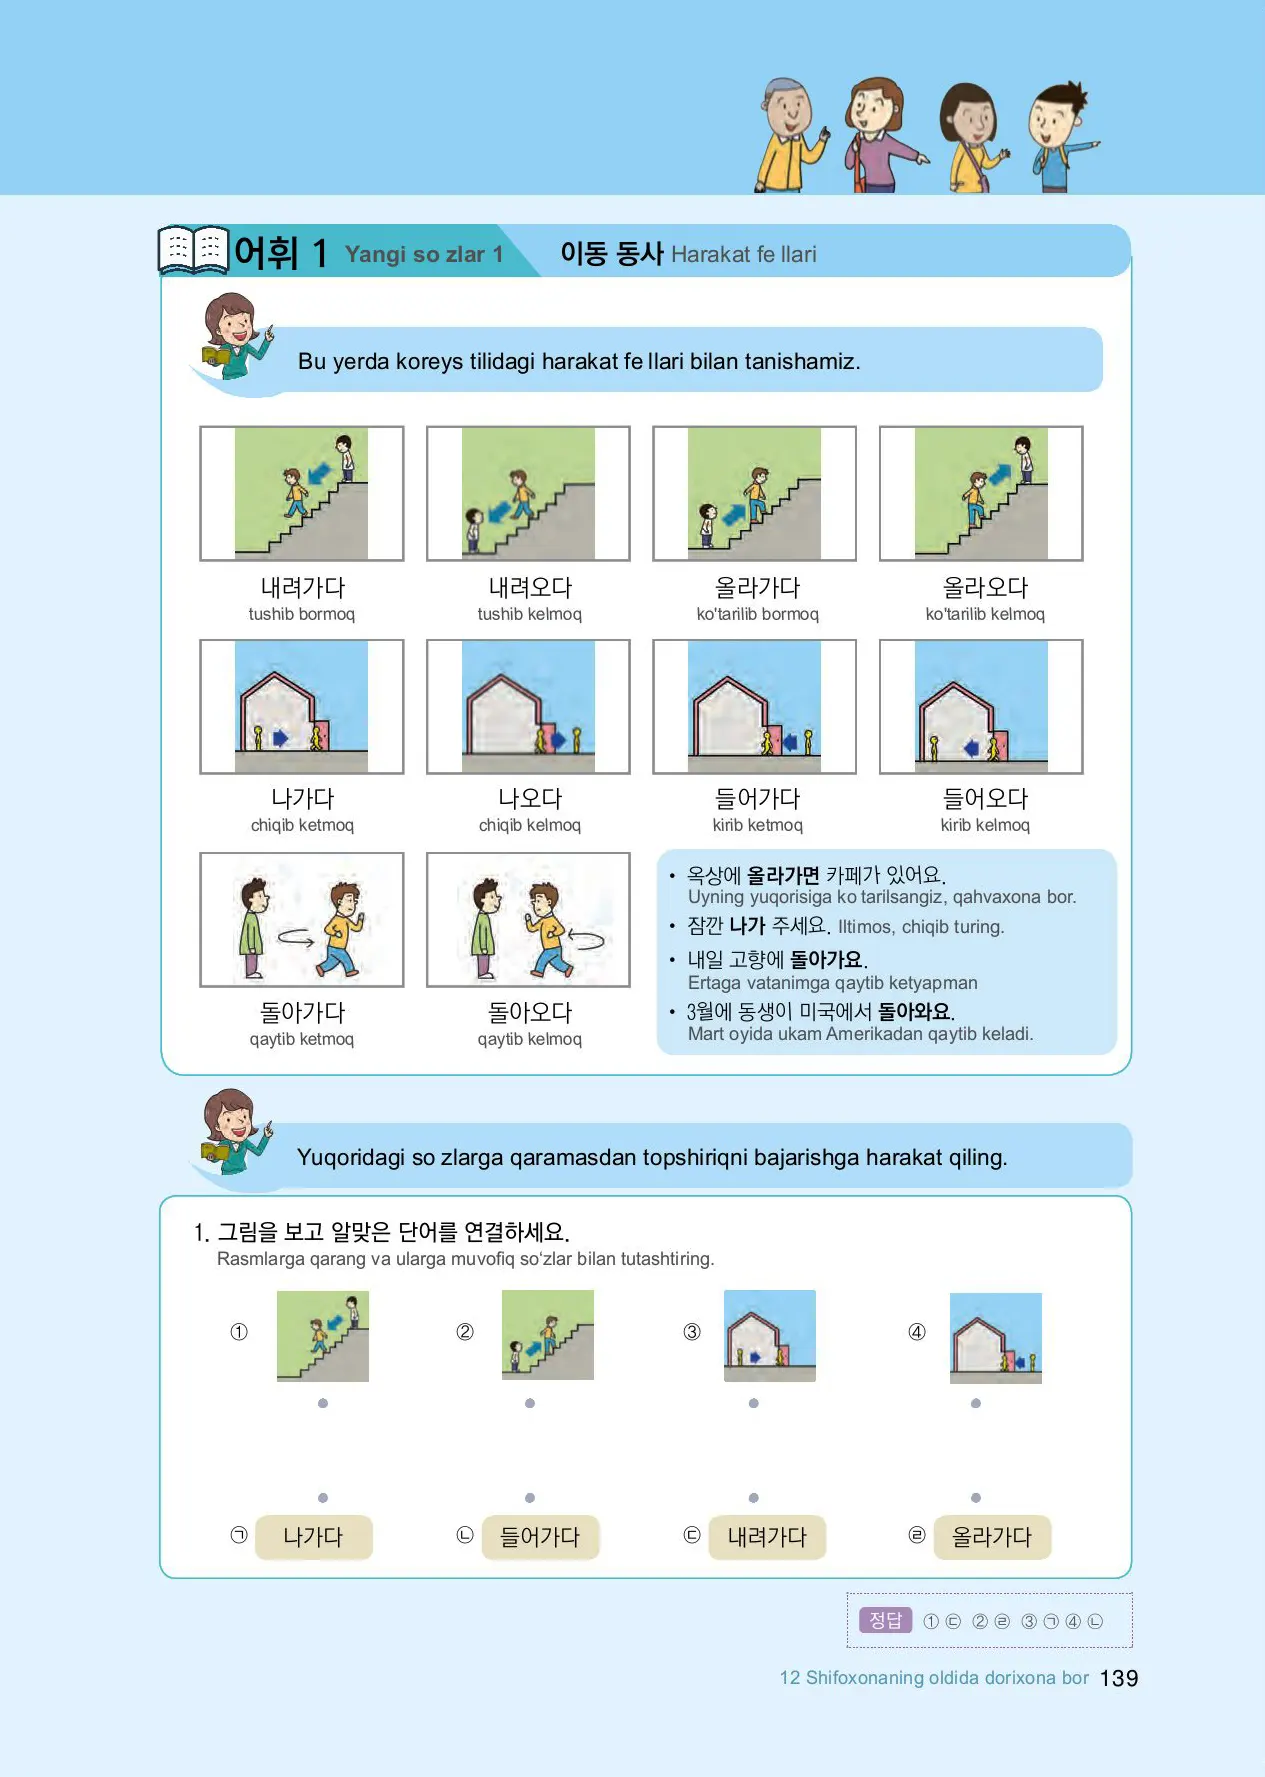 어휘 1 Yangi so zlar 1 이동 동사 Harakat fe llari
Bu yerda koreys tilidagi harakat fe llari bilan tanishamiz.
내려가다 내려오다 올라가다 올라오다
tushib bormoq tushib kelmoq ko'tarilib bormoq ko'tarilib kelmoq
나가다 나오다 들어가다 들어오다
chiqib ketmoq chiqib kelmoq kirib ketmoq kirib kelmoq
돌아가다 돌아오다
qaytib ketmoq qaytib kelmoq
• 옥상에 올라가면 카페가 있어요.
Uyning yuqorisiga ko tarilsangiz, qahvaxona bor.
• 잠깐 나가 주세요. Iltimos, chiqib turing.
• 내일 고향에 돌아가요.
Ertaga vatanimga qaytib ketyapman
• 3월에 동생이 미국에서 돌아와요.
Mart oyida ukam Amerikadan qaytib keladi.
Yuqoridagi so zlarga qaramasdan topshiriqni bajarishga harakat qiling.
1. 그림을 보고 알맞은 단어를 연결하세요.
Rasmlarga qarang va ularga muvofiq so‘zlar bilan tutashtiring.
① ② ③ ④
㉠ 나가다 ㉡ 들어가다 ㉢ 내려가다 ㉣ 올라가다
정답 ① ㉢ ② ㉣ ③ ㉠ ④ ㉡
12 Shifoxonaning oldida dorixona bor 139